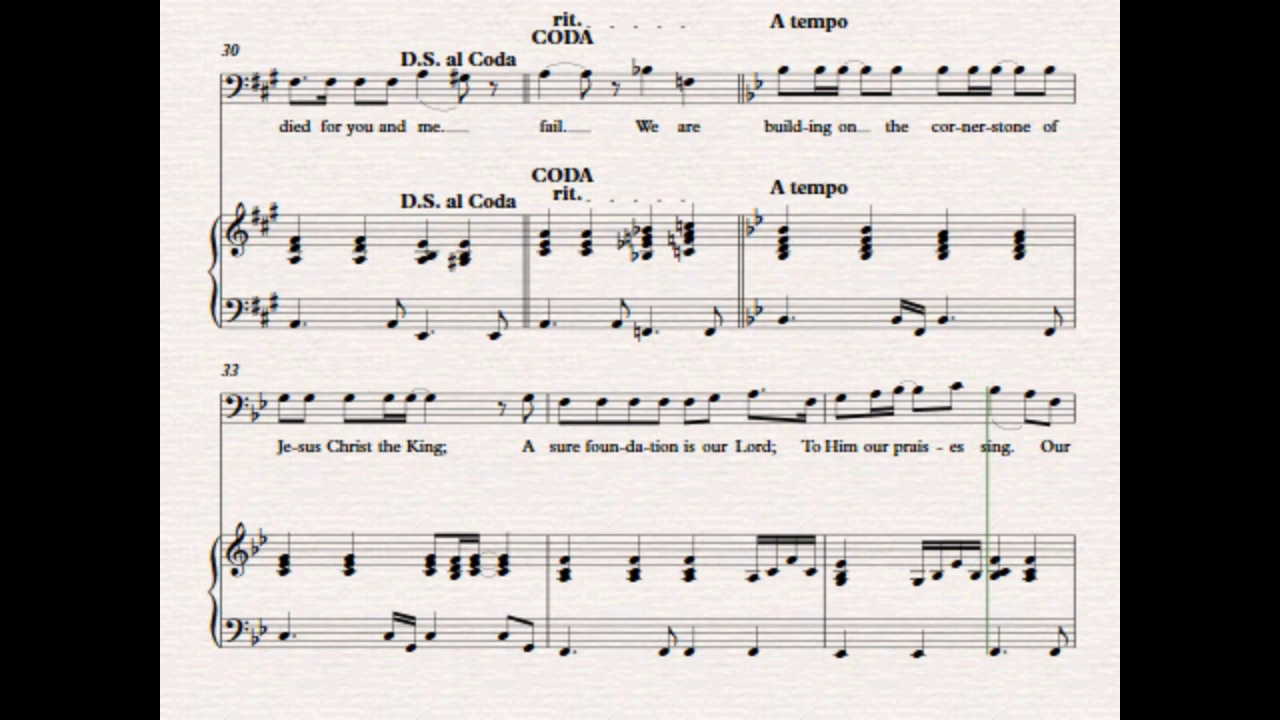 rit.
CODA
A tempo
30
D.S. al Coda
died for you and me. fail. We are build-ing on the cor-ner-stone of
CODA
rit.
A tempo
D.S. al Coda
33
Je-sus Christ the King; A sure foun-da-tion is our Lord; To Him our prais - es sing. Our